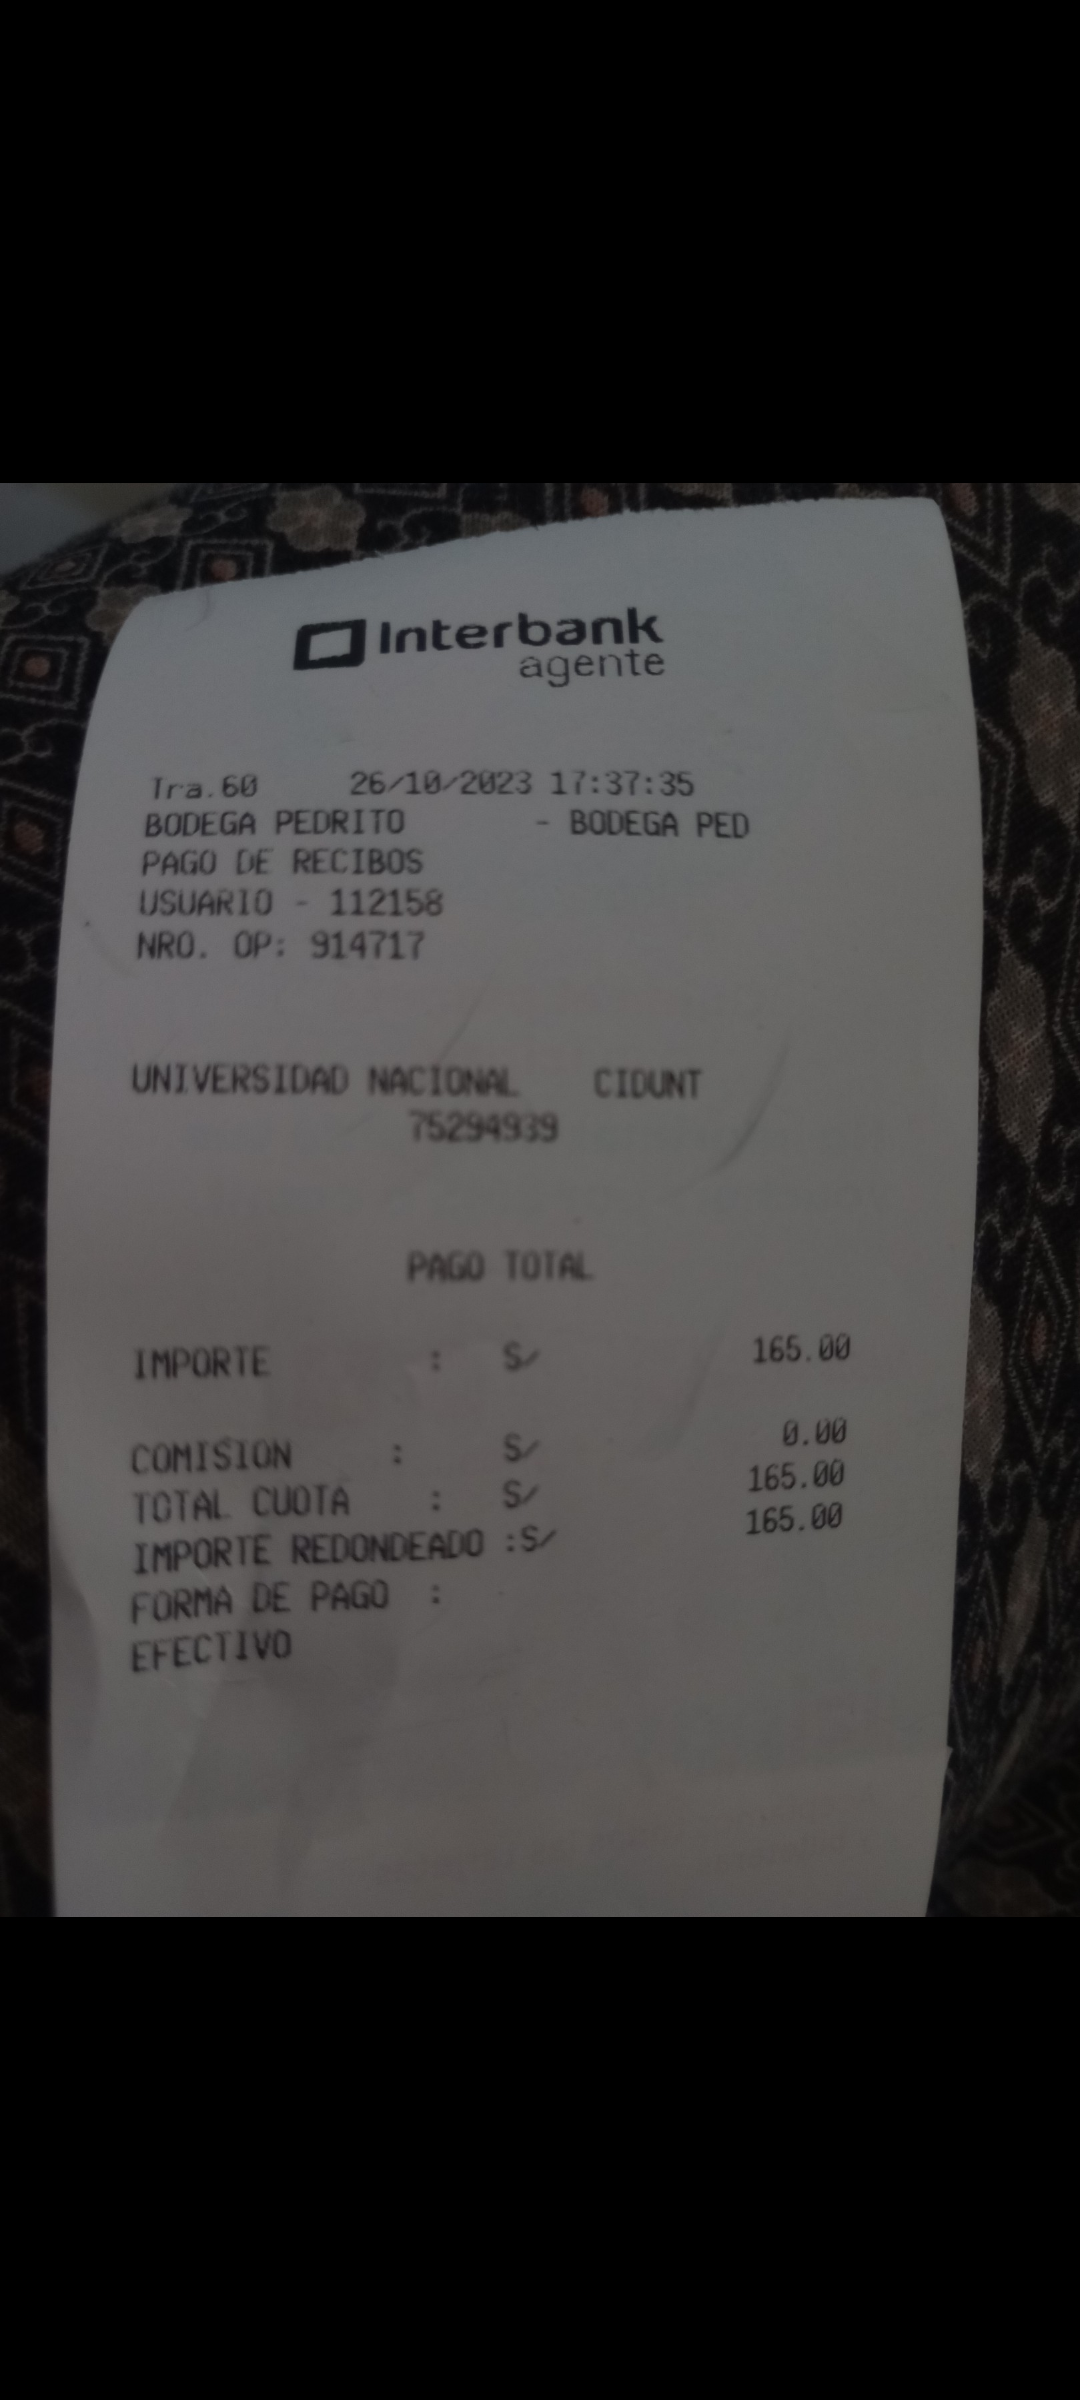 Interbank
agente
Tra.60 26/10/2023 17:37:35
BODEGA PEDRITO - BODEGA PED
PAGO DE RECIBOS
USUARIO - 112158
NRO. OP: 914717
UNIVERSIDAD NACIONAL CIDUNT
75294939
PAGO TOTAL
IMPORTE : S/ 165.00
COMISION : S/ 0.00
TOTAL CUOTA : S/ 165.00
IMPORTE REDONDEADO :S/ 165.00
FORMA DE PAGO :
EFECTIVO